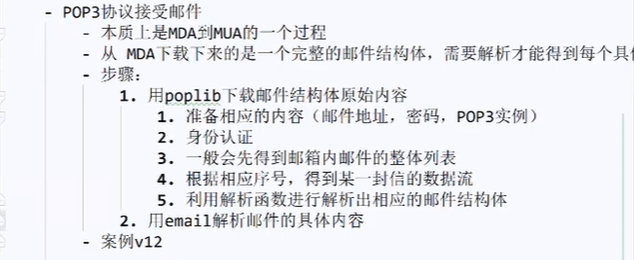 - POP3协议接受邮件
- 本质上是MDA到MUA的一个过程
- 从 MDA下载下来的是一个完整的邮件结构体，需要解析才能得到每个具
- 步骤：
1. 用poplib下载邮件结构体原始内容
1. 准备相应的内容（邮件地址，密码，POP3实例）
2. 身份认证
3. 一般会先得到邮箱内邮件的整体列表
4. 根据相应序号，得到某一封信的数据流
5. 利用解析函数进行解析出相应的邮件结构体
2. 用email解析邮件的具体内容
- 案例v12